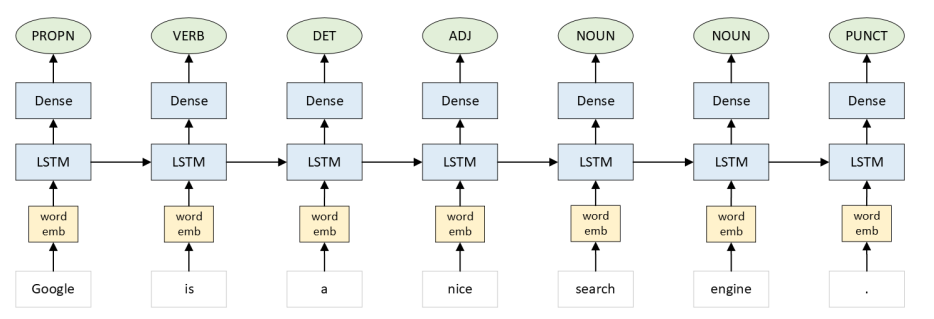 PROPN VERB DET ADJ NOUN NOUN PUNCT
Dense Dense Dense Dense Dense Dense Dense
LSTM LSTM LSTM LSTM LSTM LSTM LSTM
word word word word word word word
emb emb emb emb emb emb emb
Google is a nice search engine .